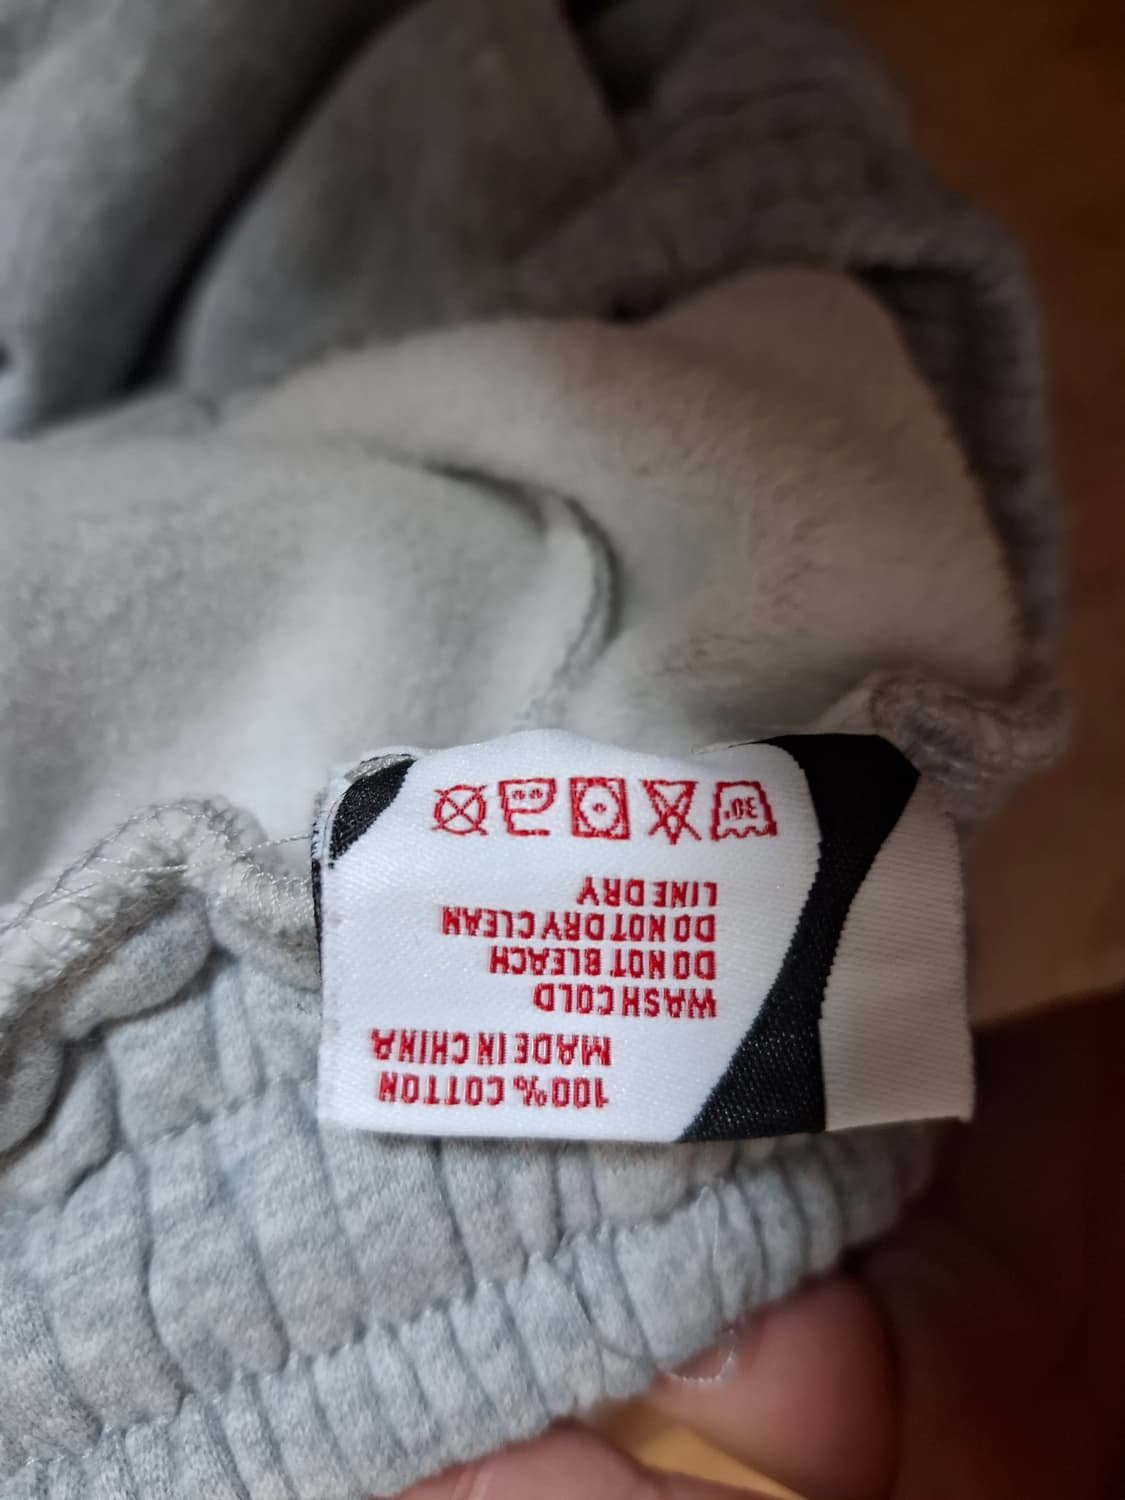 100% COTTON
MADE IN CHINA
WASH COLD
DO NOT BLEACH
DO NOT DRY CLEAN
LINE DRY
30°